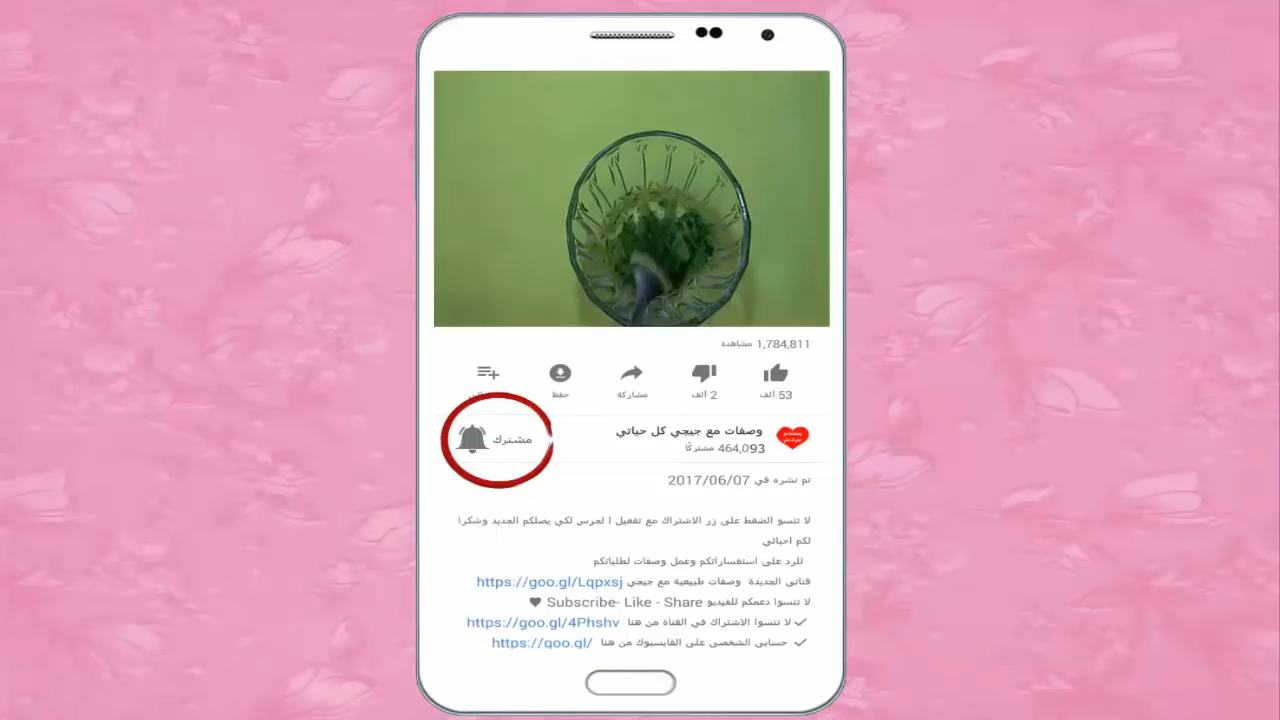 1,784,811 مشاهدة
53 ألف
2 ألف
مشاركة
حفظ
وصفات مع جيجي كل حياتي
464,093 مشتركًا
مشترك
تم نشره في 2017/06/07
لا تنسو الضغط على زر الاشتراك مع تفعيل ا لجرس لكي يصلكم الجديد وشكرا
لكم احبائي
للرد على استفساراتكم وعمل وصفات لطلباتكم
قناتي الجديدة وصفات طبيعية مع جيجي https://goo.gl/Lqpxsj
لا تنسوا دعمكم للفيديو Subscribe- Like - Share ♥
✓ لا تنسوا الاشتراك في القناة من هنا https://goo.gl/4Phshv
✓ حسابي الشخصي على الفايسبوك من هنا https://goo.gl/